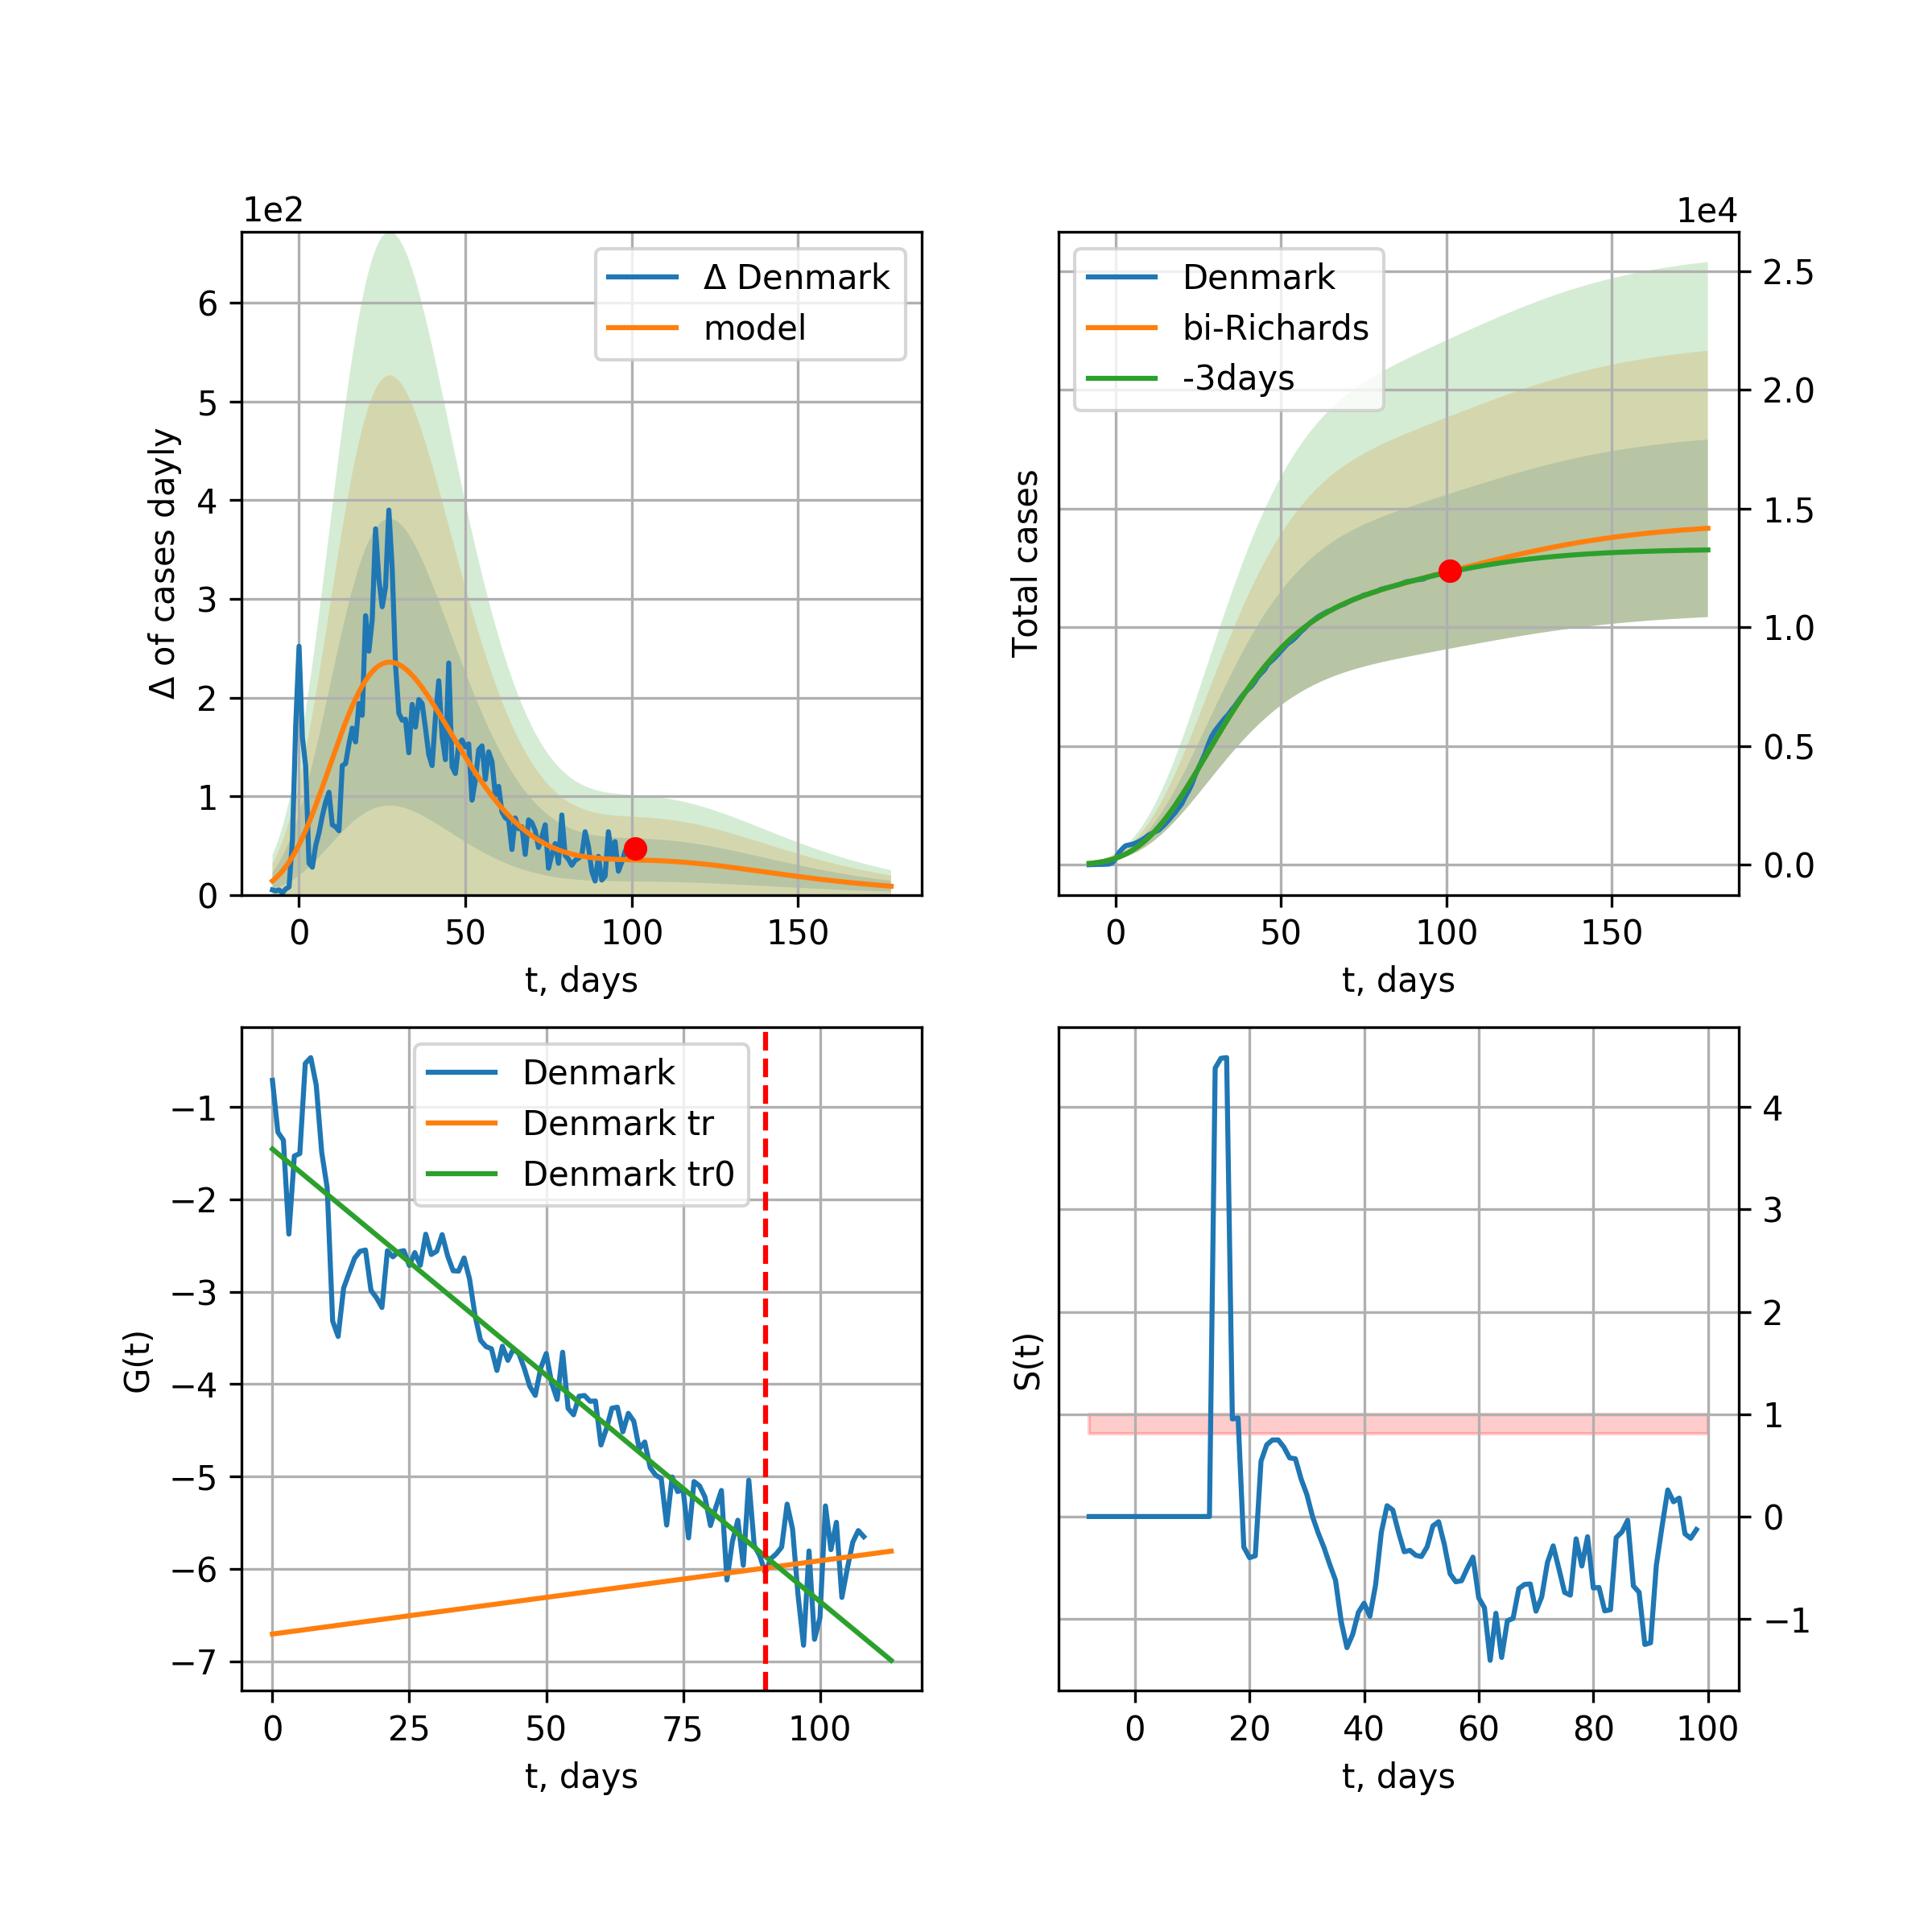 1e2
Δ of cases dayly
6
5
4
3
2
1
0
Δ Denmark
model
0 50 100 150
t, days
1e4
Total cases
Denmark
bi-Richards
-3days
2.5
2.0
1.5
1.0
0.5
0.0
0 50 100 150
t, days
G(t)
−1
−2
−3
−4
−5
−6
−7
Denmark
Denmark tr
Denmark tr0
0 25 50 75 100
t, days
S(t)
4
3
2
1
0
−1
0 20 40 60 80 100
t, days